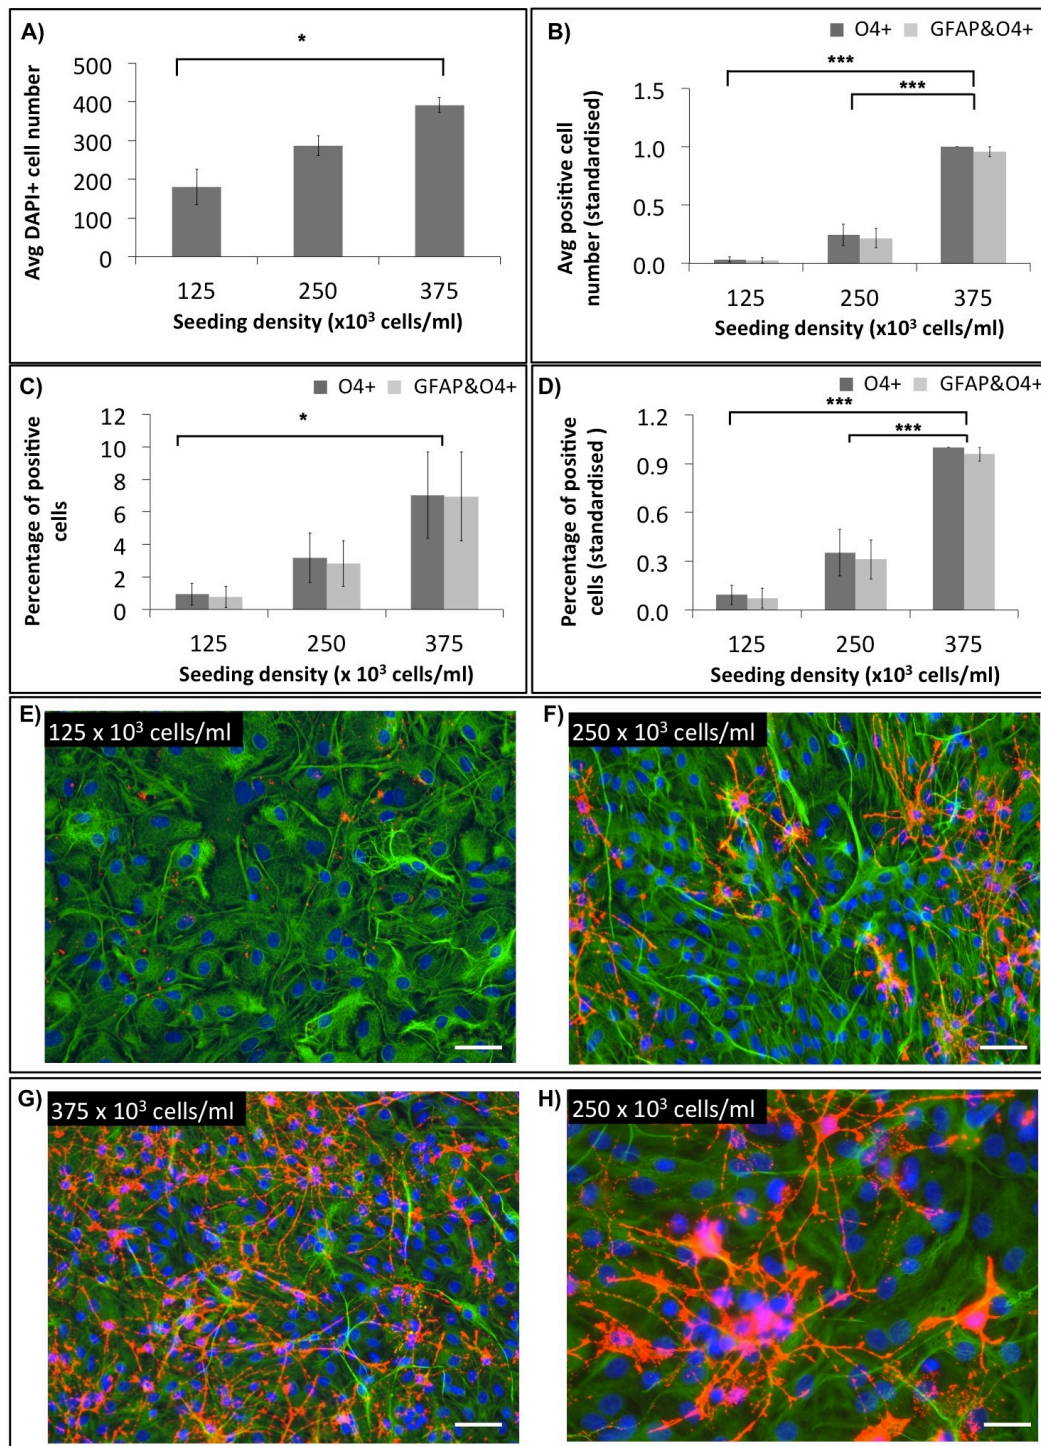 A)
*
500
400
300
200
100
0
Avg DAPI+ cell number
125 250 375
Seeding density (x10³ cells/ml)
B)
O4+ GFAP&O4+
***
***
1.5
1.0
0.5
0.0
Avg positive cell
number (standardised)
125 250 375
Seeding density (x10³ cells/ml)
C)
O4+ GFAP&O4+
*
12
10
8
6
4
2
0
Percentage of positive
cells
125 250 375
Seeding density (x 10³ cells/ml)
D)
O4+ GFAP&O4+
***
***
1.2
0.9
0.6
0.3
0.0
Percentage of positive
cells (standardised )
125 250 375
Seeding density (x10³ cells/ml)
E)
125 x 10³ cells/ml
F)
250 x 10³ cells/ml
G)
375 x 10³ cells/ml
H)
250 x 10³ cells/ml